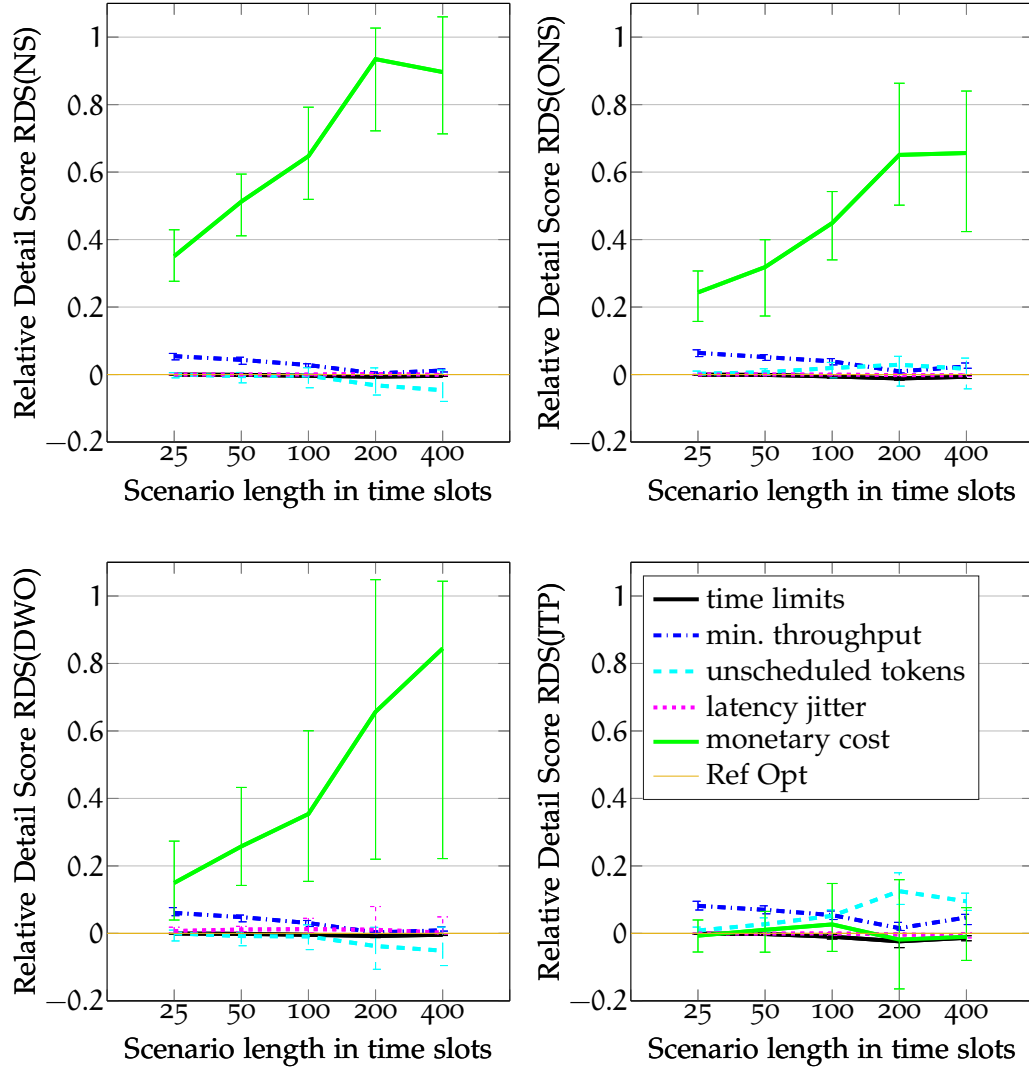 Relative Detail Score RDS(NS)
1
0.8
0.6
0.4
0.2
0
−0.2
25 50 100 200 400
Scenario length in time slots
Relative Detail Score RDS(ONS)
1
0.8
0.6
0.4
0.2
0
−0.2
25 50 100 200 400
Scenario length in time slots
Relative Detail Score RDS(DWO)
1
0.8
0.6
0.4
0.2
0
−0.2
25 50 100 200 400
Scenario length in time slots
Relative Detail Score RDS(JTP)
1
0.8
0.6
0.4
0.2
0
−0.2
25 50 100 200 400
Scenario length in time slots
time limits
min. throughput
unscheduled tokens
latency jitter
monetary cost
Ref Opt